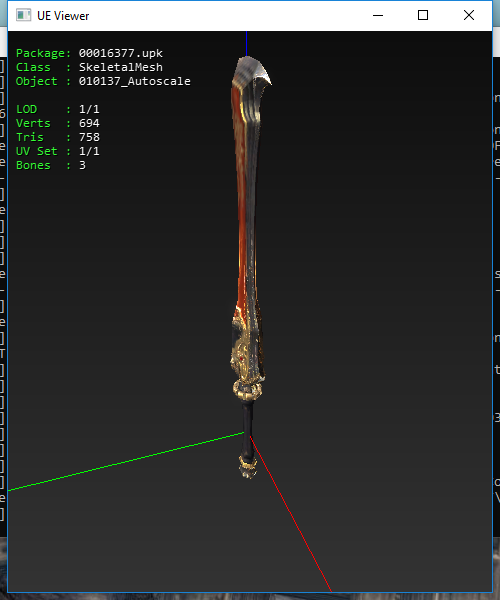 UE Viewer
Package: 00016377.upk
Class  : SkeletalMesh
Object : 010137_Autoscale
LOD    : 1/1
Verts  : 694
Tris   : 758
UV Set : 1/1
Bones  : 3